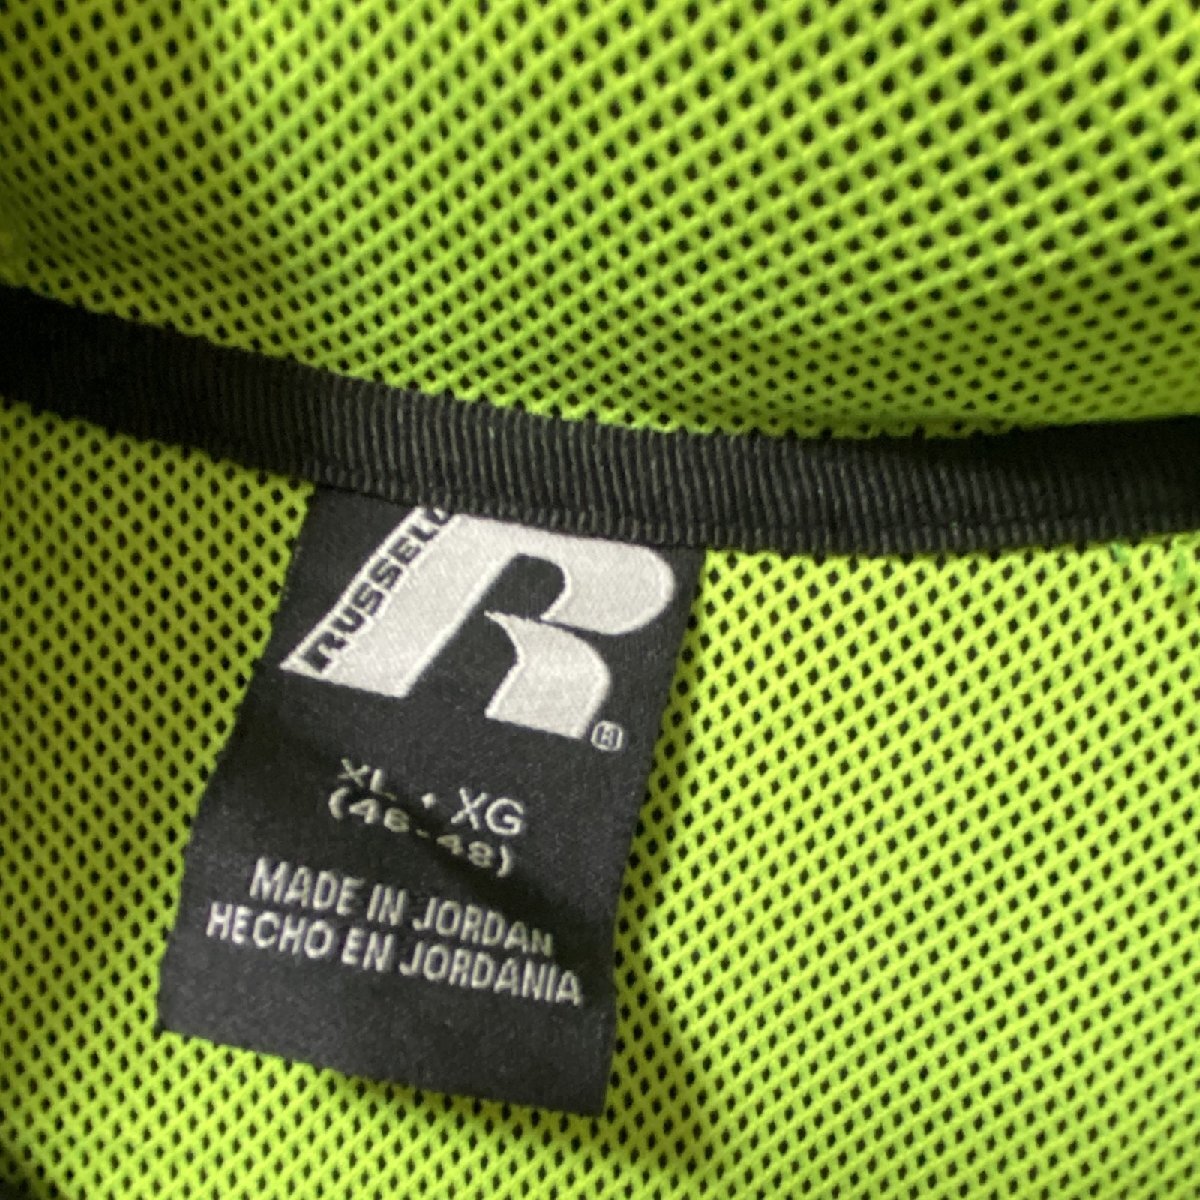 RUSSELL
R®
XL • XG
(46-48)
MADE IN JORDAN
HECHO EN JORDANIA